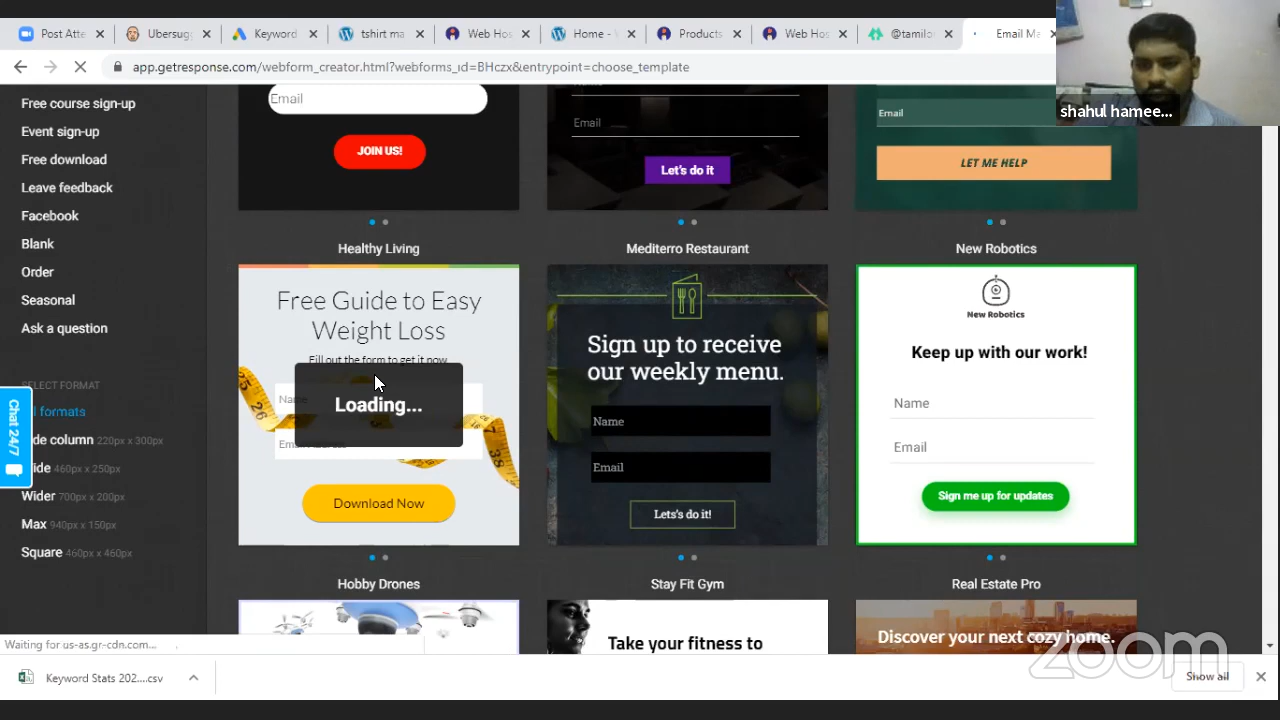 Post Atte
Ubersugg
Keyword
tshirt ma
Web Hos
Home -
Products
Web Hos
@tamilo
Email Ma
app.getresponse.com/webform_creator.html?webforms_id=BHczx&entrypoint=choose_template
shahul hamee...
Free course sign-up
Event sign-up
Free download
Leave feedback
Facebook
Blank
Order
Seasonal
Ask a question
SELECT FORMAT
formats
column 220px x 300px
460px x 250px
Wider 700px x 200px
Max 940px x 150px
Square 460px x 460px
Chat 24/7
Email
JOIN US!
Email
Let's do it
Email
LET ME HELP
Healthy Living
Mediterro Restaurant
New Robotics
Free Guide to Easy
Weight Loss
Fill out the form to get it now
Name
Loading...
Download Now
Sign up to receive
our weekly menu.
Name
Email
Lets's do it!
New Robotics
Keep up with our work!
Name
Email
Sign me up for updates
Hobby Drones
Stay Fit Gym
Real Estate Pro
Take your fitness to
Discover your next cozy home.
Waiting for us-as.gr-cdn.com...
Keyword Stats 202....csv
Show all
zoom